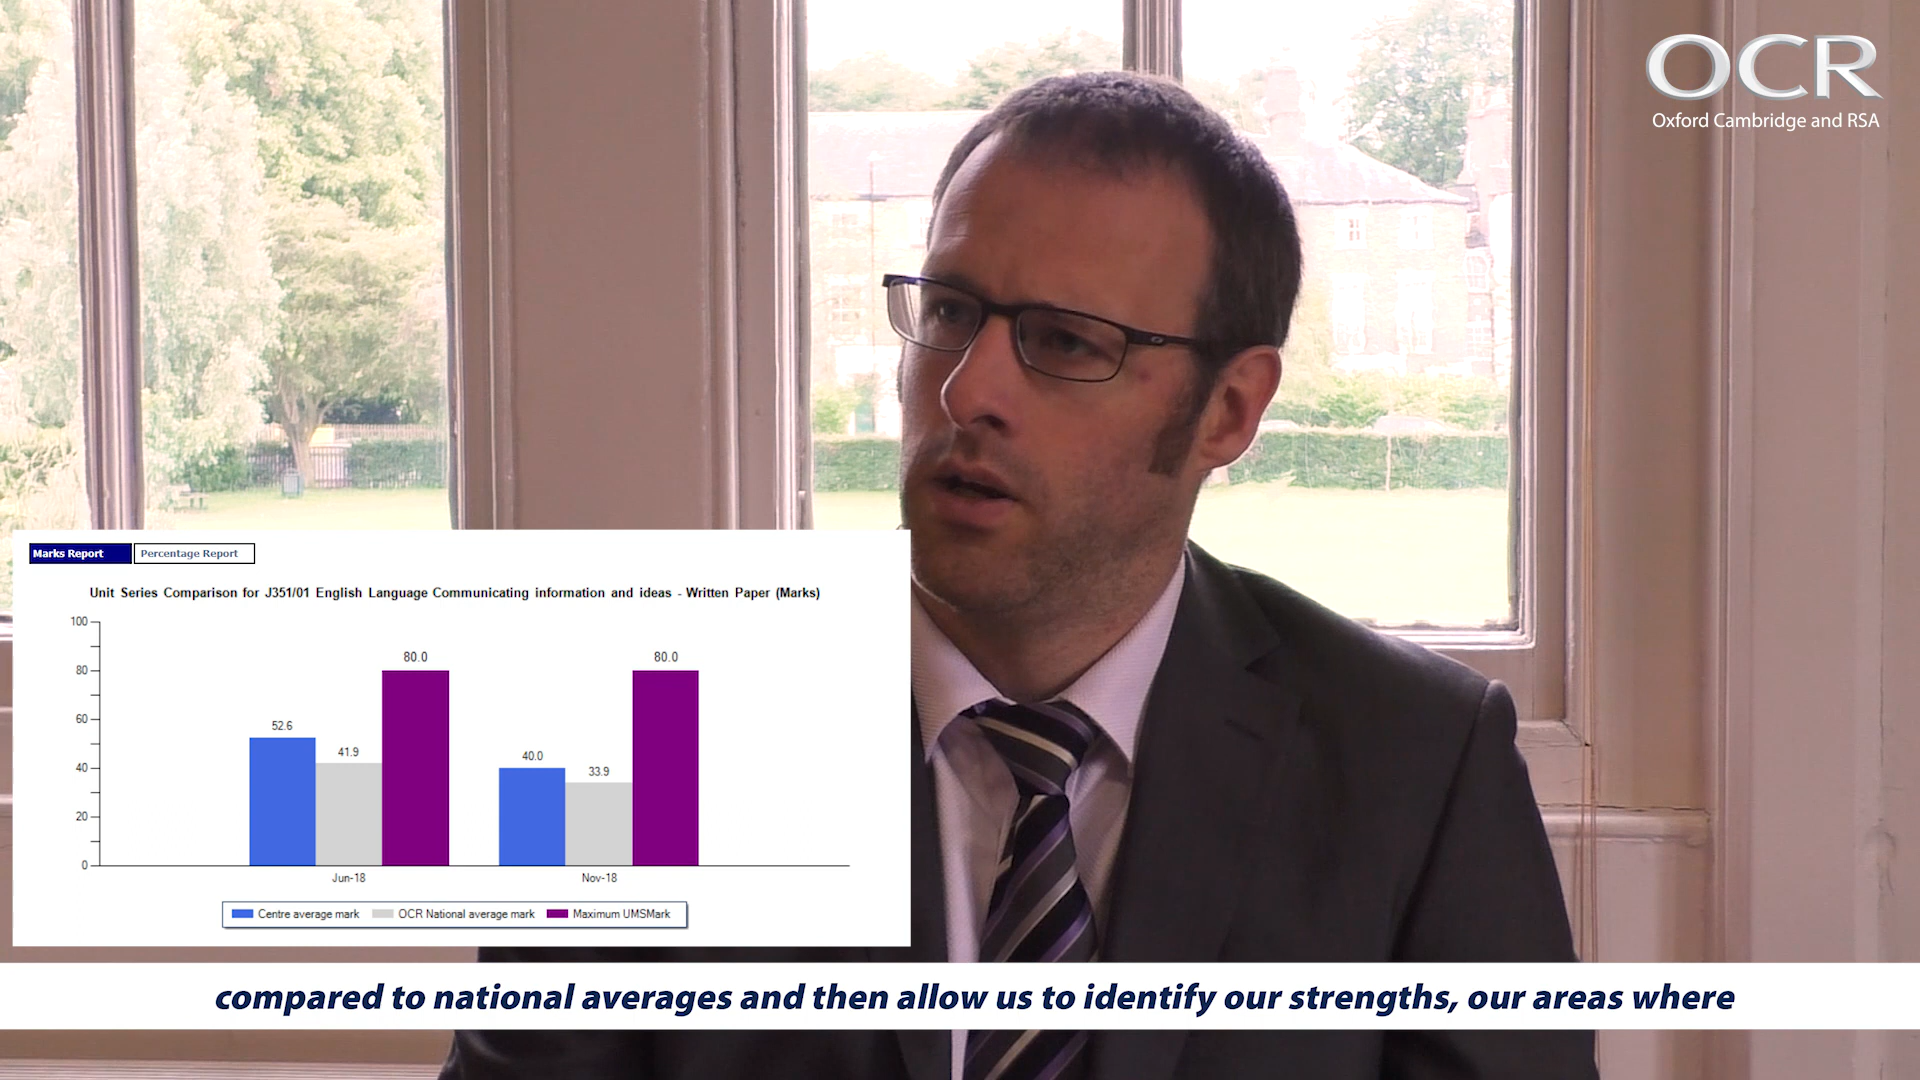 OCR
Oxford Cambridge and RSA
Marks Report
Percentage Report
Unit Series Comparison for J351/01 English Language Communicating information and ideas - Written Paper (Marks)
100
80
60
40
20
0
52.6
41.9
80.0
40.0
33.9
80.0
Jun-18
Nov-18
Centre average mark
OCR National average mark
Maximum UMSMark
compared to national averages and then allow us to identify our strengths, our areas where